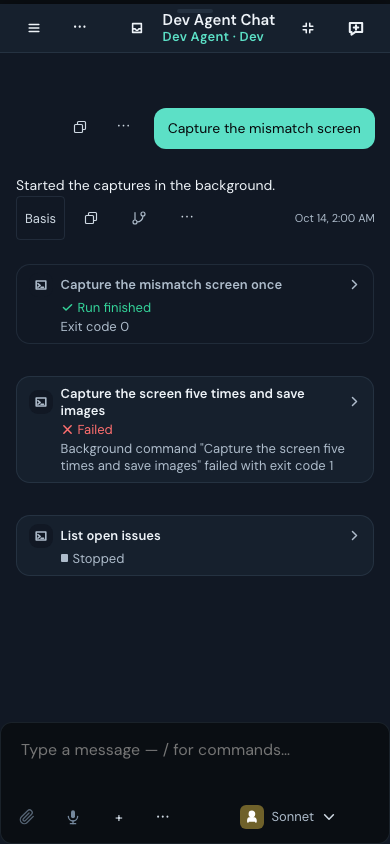 Dev Agent Chat
Dev Agent · Dev
Capture the mismatch screen
Started the captures in the background.
Basis
Oct 14, 2:00 AM
Capture the mismatch screen once
Run finished
Exit code 0
Capture the screen five times and save
images
Failed
Background command "Capture the screen five
times and save images" failed with exit code 1
List open issues
Stopped
Type a message — / for commands...
Sonnet